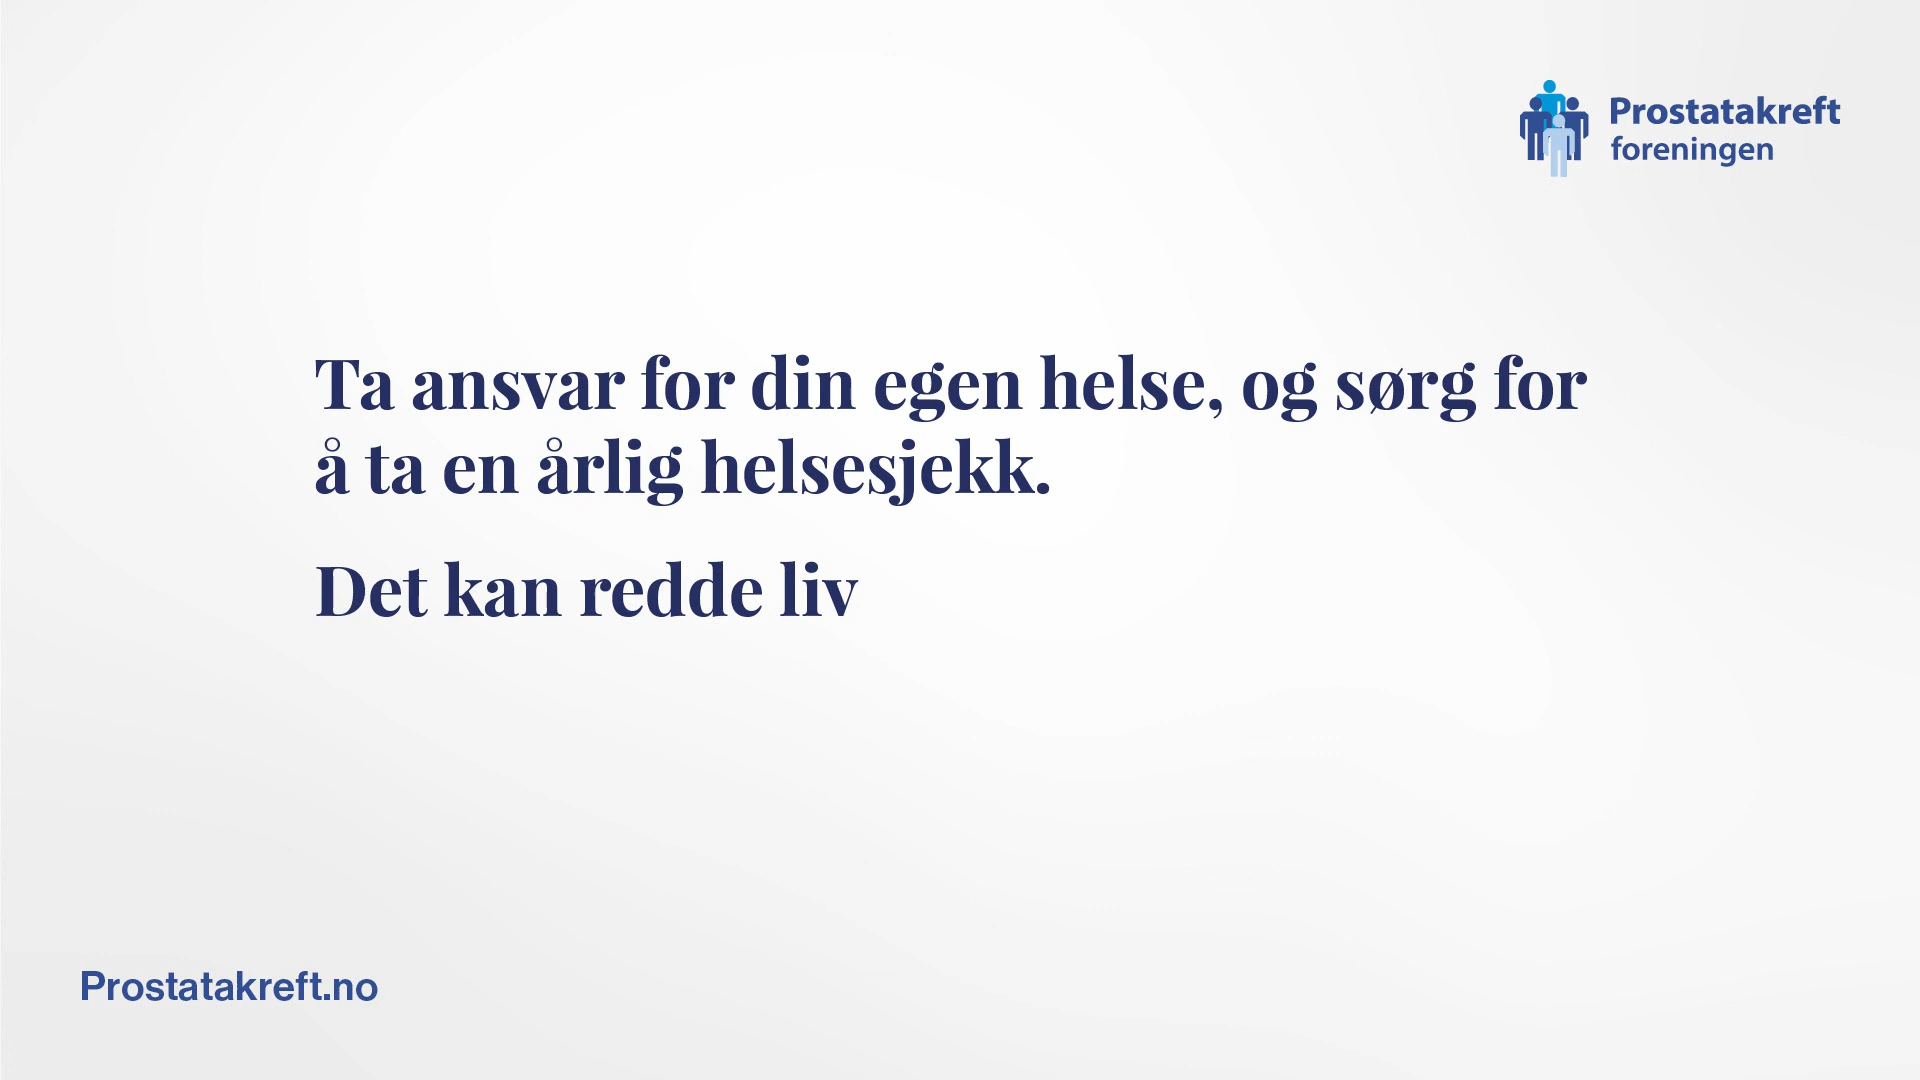 Prostatakreft
foreningen
Ta ansvar for din egen helse, og sørg for
å ta en årlig helsesjekk.
Det kan redde liv
Prostatakreft.no